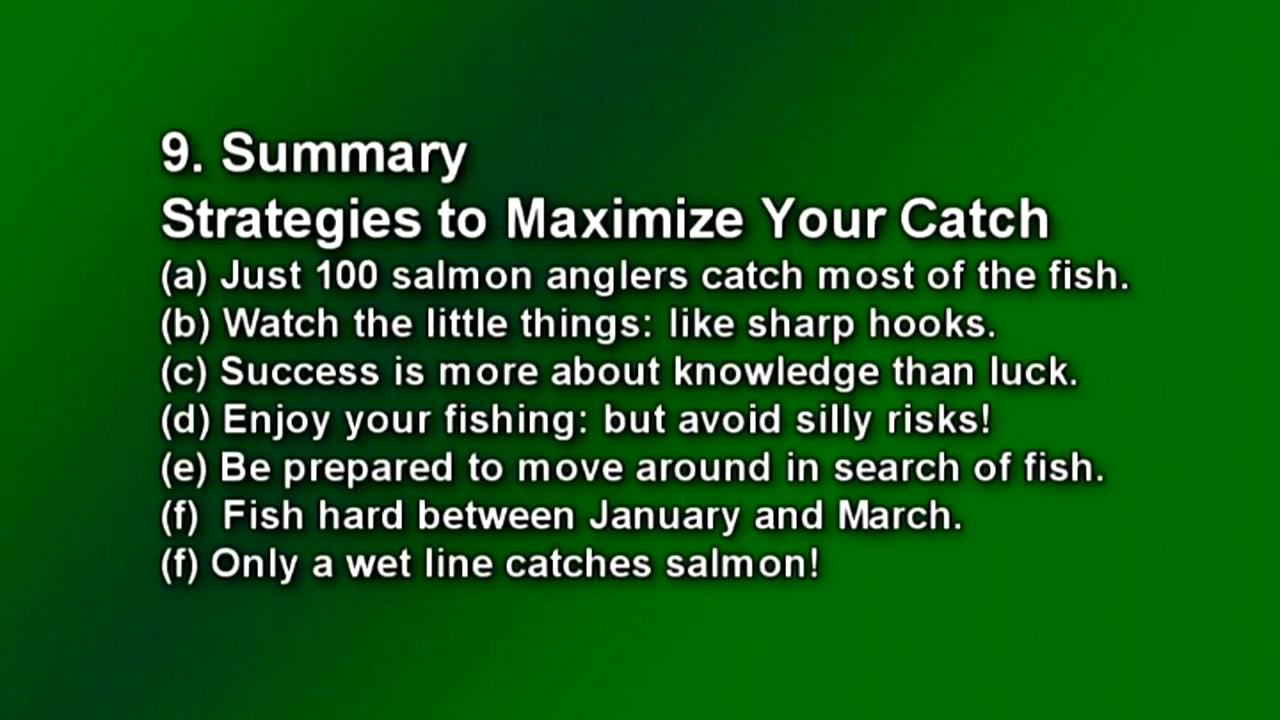 9. Summary
Strategies to Maximize Your Catch
(a) Just 100 salmon anglers catch most of the fish.
(b) Watch the little things: like sharp hooks.
(c) Success is more about knowledge than luck.
(d) Enjoy your fishing: but avoid silly risks!
(e) Be prepared to move around in search of fish.
(f)  Fish hard between January and March.
(f) Only a wet line catches salmon!